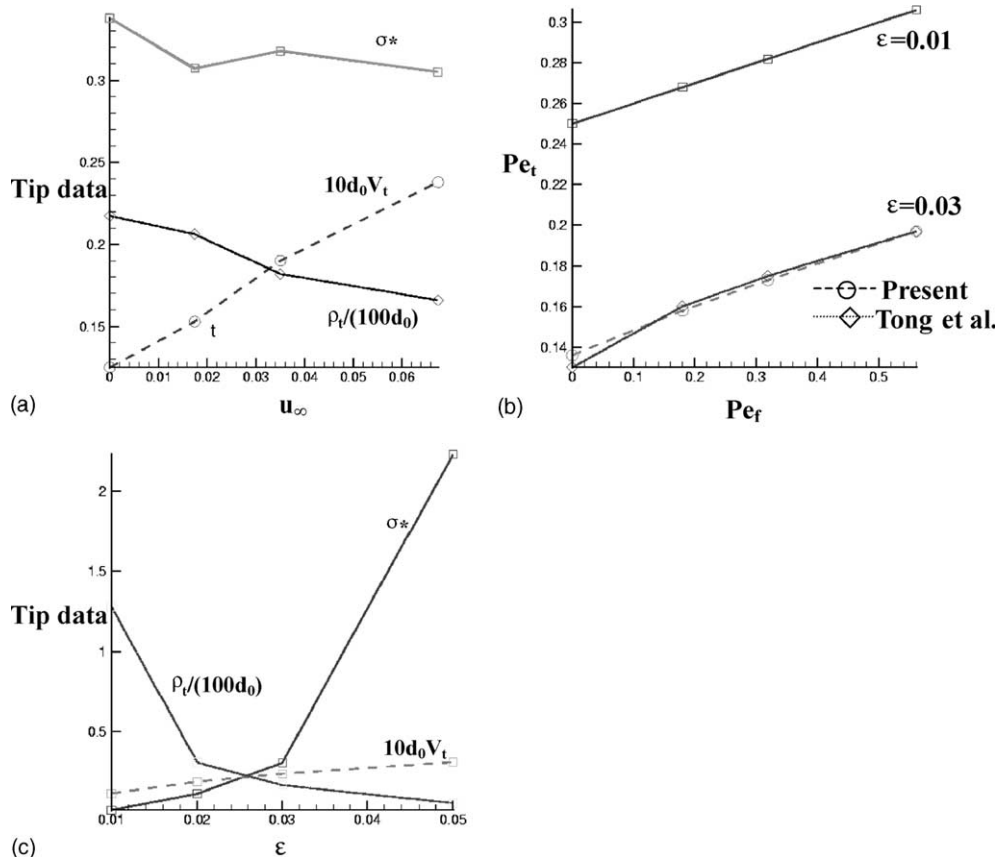 σ*
0.3
0.25
Tip data
10d₀Vₜ
0.2
0.15
t
ρₜ/(100d₀)
0 0.01 0.02 0.03 0.04 0.05 0.06
(a)
u∞
0.3
ε=0.01
0.28
0.26
0.24
Peₜ
0.22
0.2
ε=0.03
0.18
Present
0.16
Tong et al.
0.14
0 0.1 0.2 0.3 0.4 0.5
(b)
Pe_f
2
σ*
1.5
Tip data
1
ρₜ/(100d₀)
0.5
10d₀Vₜ
0.01 0.02 0.03 0.04 0.05
(c)
ε